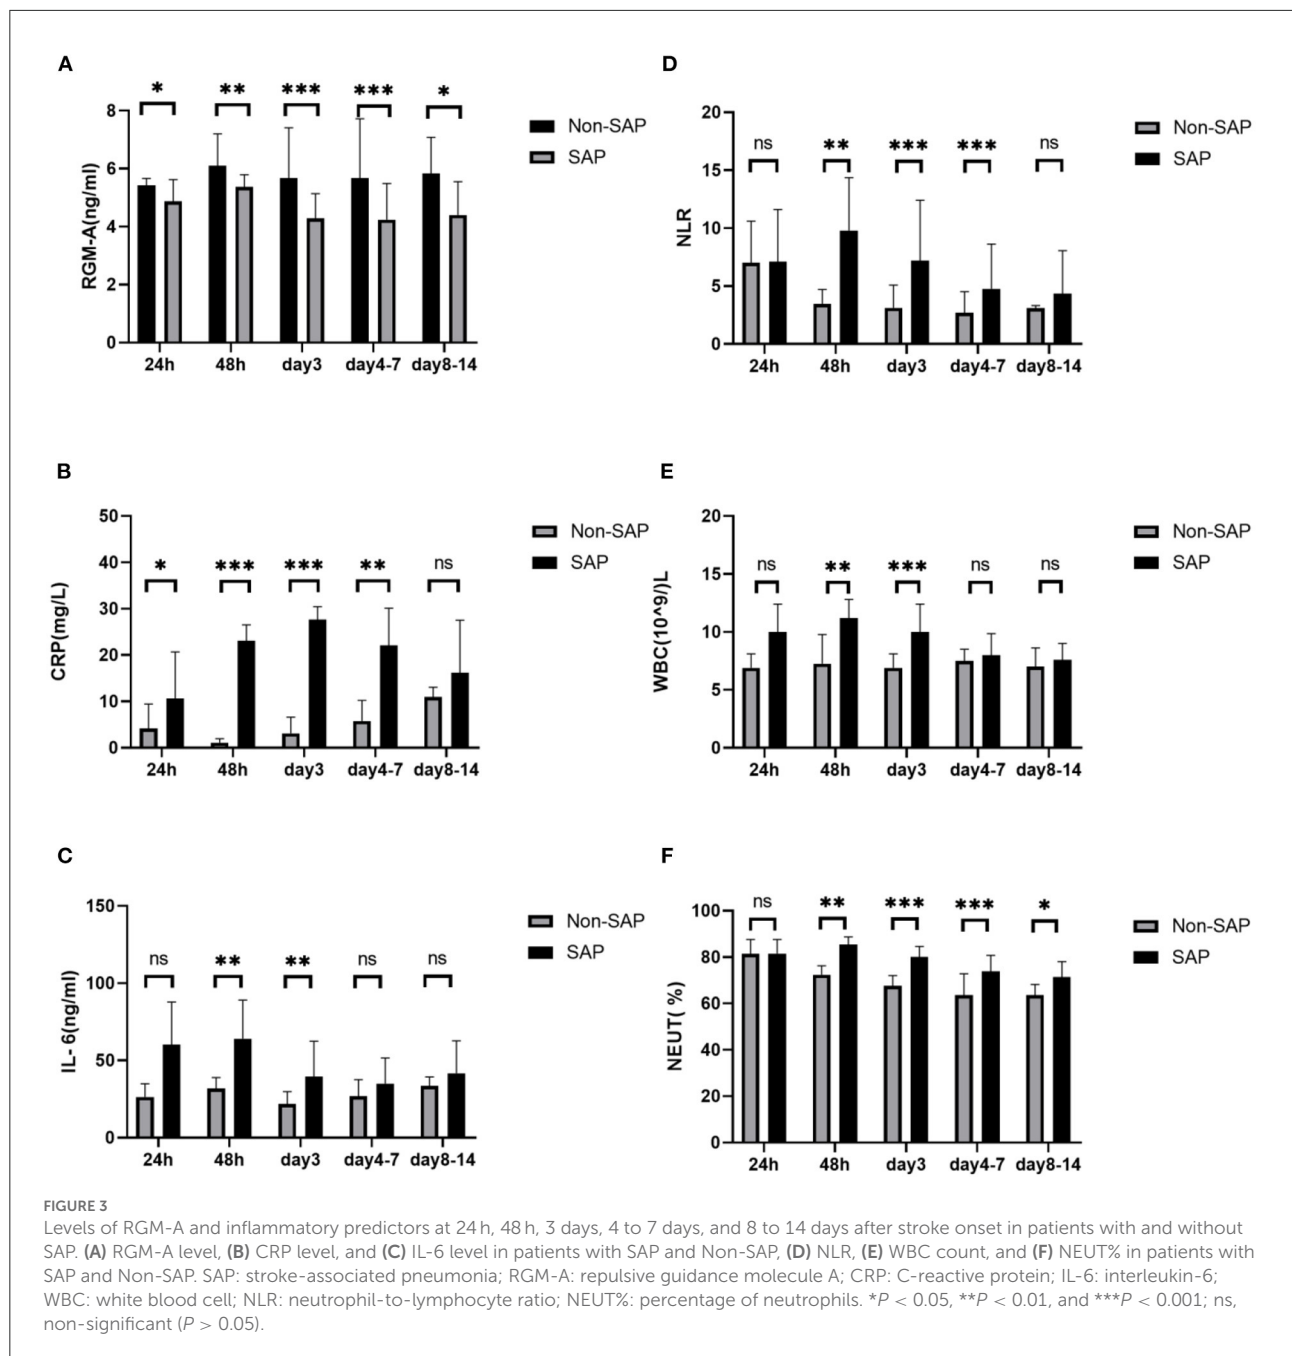 A
RGM-A(ng/ml)
8
6
4
2
0
* ** *** *** *
24h 48h day3 day4-7 day8-14
Non-SAP
SAP
D
NLR
20
15
10
5
0
ns ** *** *** ns
24h 48h day3 day4-7 day8-14
Non-SAP
SAP
B
CRP(mg/L)
50
40
30
20
10
0
* *** *** ** ns
24h 48h day3 day4-7 day8-14
Non-SAP
SAP
E
WBC(10^9/)L
20
15
10
5
0
ns ** *** ns ns
24h 48h day3 day4-7 day8-14
Non-SAP
SAP
C
IL- 6(ng/ml)
150
100
50
0
ns ** ** ns ns
24h 48h day3 day4-7 day8-14
Non-SAP
SAP
F
NEUT( %)
100
80
60
40
20
0
ns ** *** *** *
24h 48h day3 day4-7 day8-14
Non-SAP
SAP
FIGURE 3
Levels of RGM-A and inflammatory predictors at 24 h, 48 h, 3 days, 4 to 7 days, and 8 to 14 days after stroke onset in patients with and without
SAP. (A) RGM-A level, (B) CRP level, and (C) IL-6 level in patients with SAP and Non-SAP, (D) NLR, (E) WBC count, and (F) NEUT% in patients with
SAP and Non-SAP. SAP: stroke-associated pneumonia; RGM-A: repulsive guidance molecule A; CRP: C-reactive protein; IL-6: interleukin-6;
WBC: white blood cell; NLR: neutrophil-to-lymphocyte ratio; NEUT%: percentage of neutrophils. *P < 0.05, **P < 0.01, and ***P < 0.001; ns,
non-significant (P > 0.05).